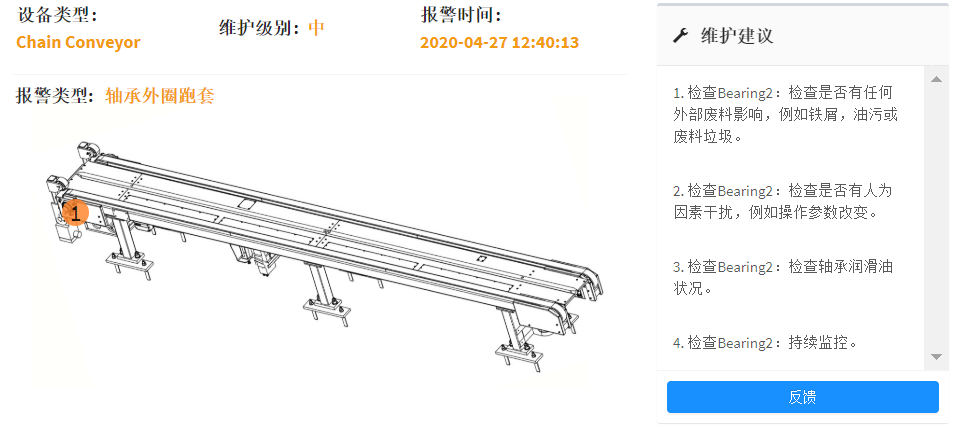 设备类型：
Chain Conveyor
维护级别：中
报警时间：
2020-04-27 12:40:13
报警类型：轴承外圈跑套
1
维护建议
1. 检查Bearing2：检查是否有任何
外部废料影响，例如铁屑，油污或
废料垃圾。
2. 检查Bearing2：检查是否有人为
因素干扰，例如操作参数改变。
3. 检查Bearing2：检查轴承润滑油
状况。
4. 检查Bearing2：持续监控。
反馈